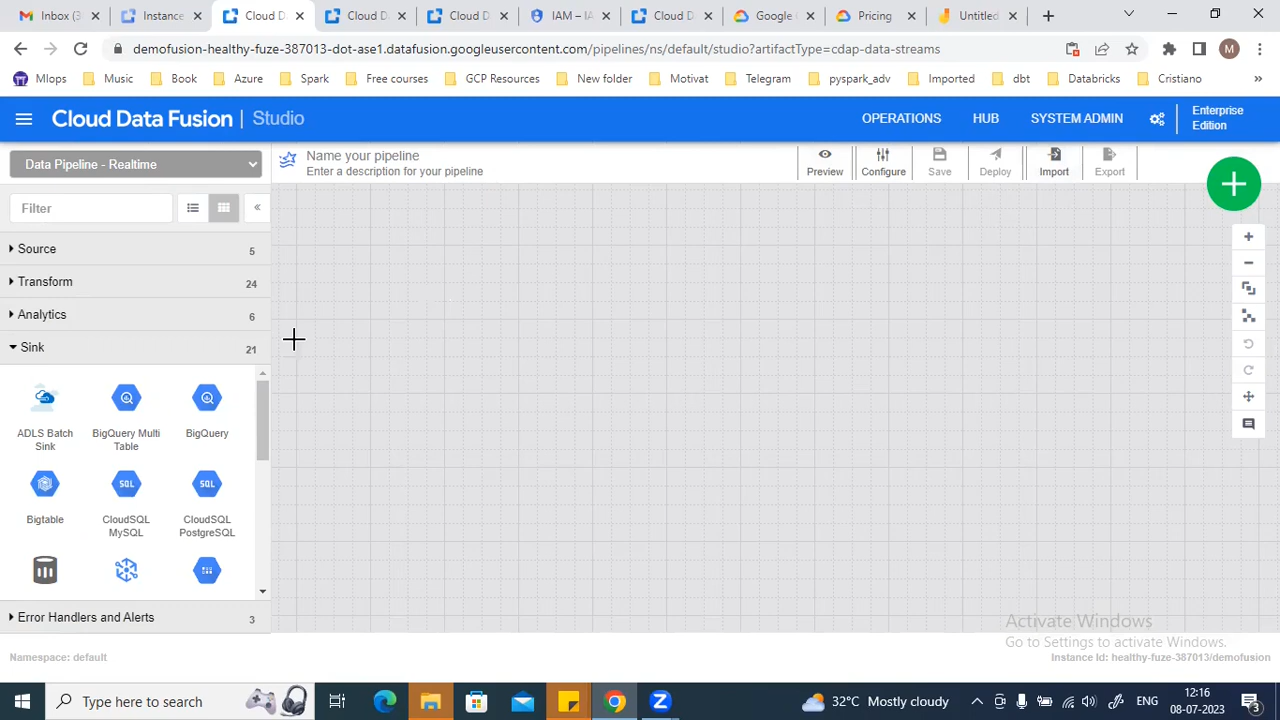 Inbox (3
Instance
Cloud D
Cloud D
Cloud D
IAM – IA
Cloud D
Google
Pricing
Untitled
demofusion-healthy-fuze-387013-dot-ase1.datafusion.googleusercontent.com/pipelines/ns/default/studio?artifactType=cdap-data-streams
M
Mlops
Music
Book
Azure
Spark
Free courses
GCP Resources
New folder
Motivat
Telegram
pyspark_adv
Imported
dbt
Databricks
Cristiano
»
Cloud Data Fusion | Studio
OPERATIONS
HUB
SYSTEM ADMIN
Enterprise
Edition
Data Pipeline - Realtime
Name your pipeline
Enter a description for your pipeline
Preview
Configure
Save
Deploy
Import
Export
Filter
«
Source 5
Transform 24
Analytics 6
Sink 21
ADLS Batch
Sink
BigQuery Multi
Table
BigQuery
Bigtable
SQL
CloudSQL
MySQL
SQL
CloudSQL
PostgreSQL
Error Handlers and Alerts 3
Activate Windows
Go to Settings to activate Windows.
Namespace: default
Instance Id: healthy-fuze-387013/demofusion
Type here to search
32°C Mostly cloudy
ENG
12:16
08-07-2023
3